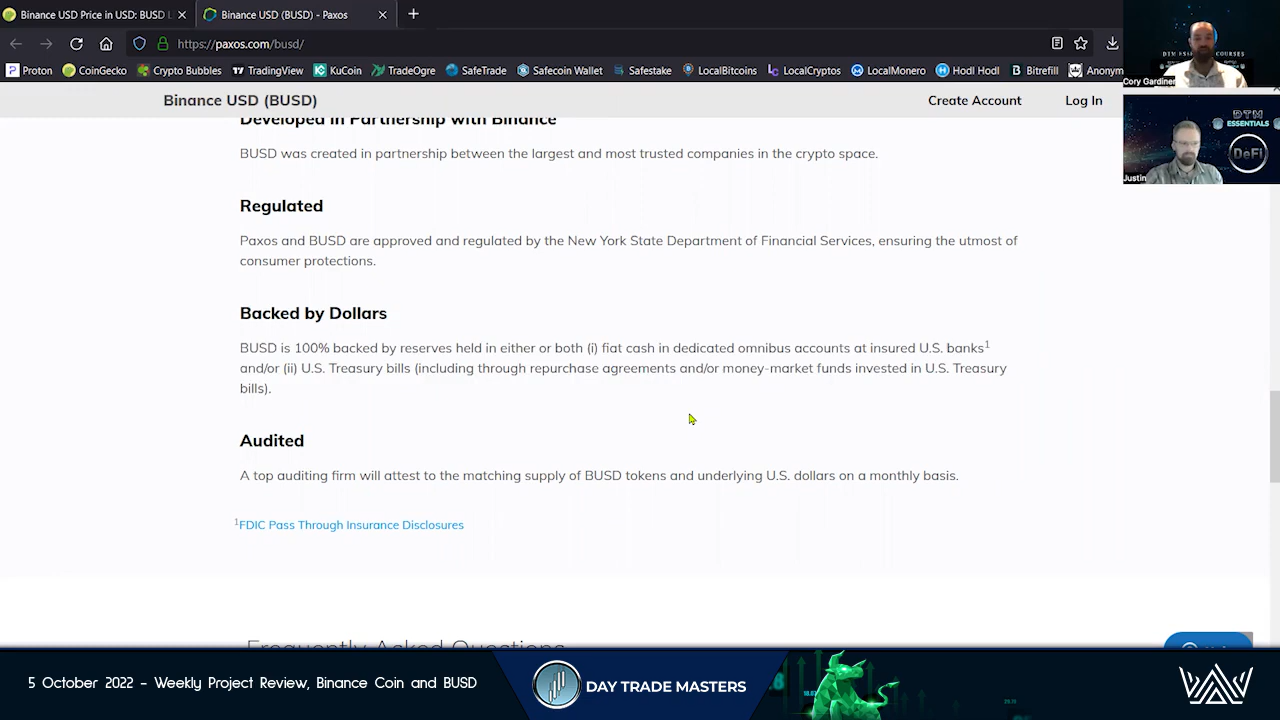 Binance USD Price in USD: BUSD L
Binance USD (BUSD) - Paxos
https://paxos.com/busd/
Proton
CoinGecko
Crypto Bubbles
TradingView
KuCoin
TradeOgre
SafeTrade
Safecoin Wallet
Safestake
LocalBitcoins
LocalCryptos
LocalMonero
Hodl Hodl
Bitrefill
Anonym
Cory Gardiner
DTM
ESSENTIALS
DeFi
Justin
Binance USD (BUSD)
Create Account
Log In
Developed in Partnership with Binance
BUSD was created in partnership between the largest and most trusted companies in the crypto space.
Regulated
Paxos and BUSD are approved and regulated by the New York State Department of Financial Services, ensuring the utmost of
consumer protections.
Backed by Dollars
BUSD is 100% backed by reserves held in either or both (i) fiat cash in dedicated omnibus accounts at insured U.S. banks1
and/or (ii) U.S. Treasury bills (including through repurchase agreements and/or money-market funds invested in U.S. Treasury
bills).
Audited
A top auditing firm will attest to the matching supply of BUSD tokens and underlying U.S. dollars on a monthly basis.
1FDIC Pass Through Insurance Disclosures
Frequently Asked Questions
5 October 2022 - Weekly Project Review, Binance Coin and BUSD
DAY TRADE MASTERS